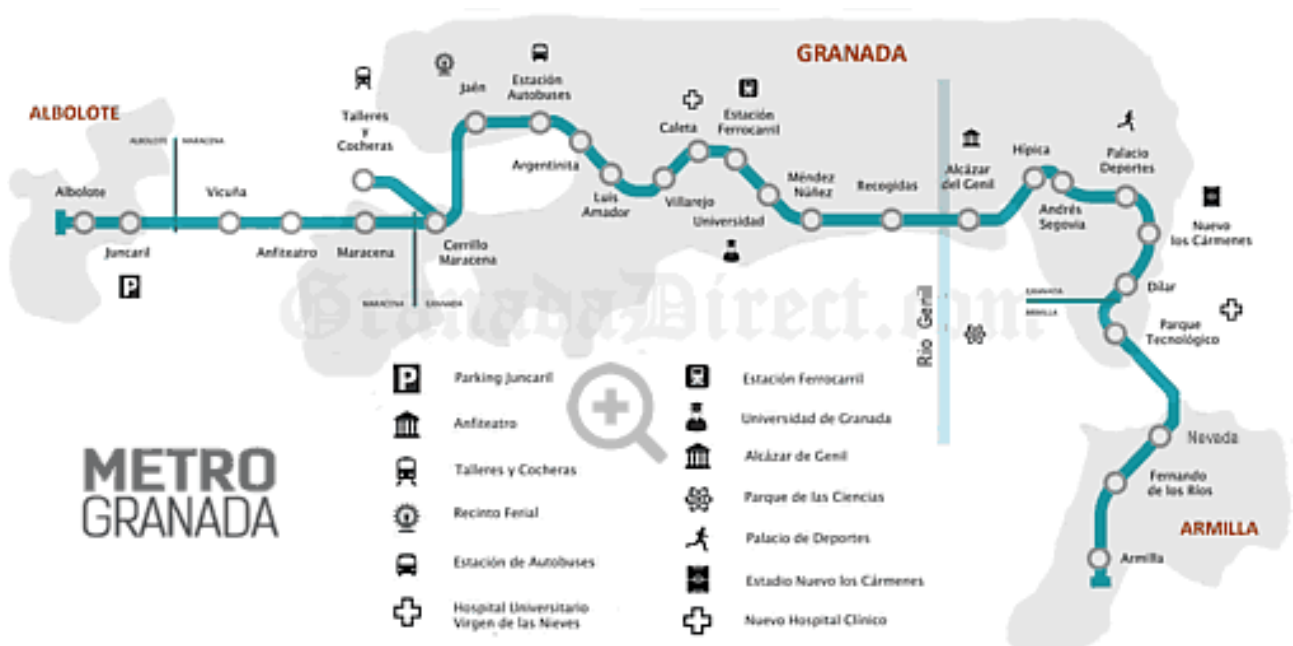 GRANADA
ALBOLOTE
Jaén
Estación
Autobuses
Talleres
y
Cocheras
Caleta
Estación
Ferrocarril
Hípica
Palacio
Deportes
ALBOLOTE
MARACENA
Albolote
Vicuña
Argentinita
Luis
Amador
Villarejo
Universidad
Méndez
Núñez
Recogidas
Alcázar
del Genil
Andrés
Segovia
Nuevo
los Cármenes
Juncaril
Anfiteatro
Maracena
Cerrillo
Maracena
MARACENA
GRANADA
GranadaDirect.com
Río Genil
GRANADA
ARMILLA
Dílar
Parque
Tecnológico
Nevada
Fernando
de los Ríos
ARMILLA
Armilla
Parking Juncaril
Anfiteatro
Talleres y Cocheras
Recinto Ferial
Estación de Autobuses
Hospital Universitario
Virgen de las Nieves
Estación Ferrocarril
Universidad de Granada
Alcázar de Genil
Parque de las Ciencias
Palacio de Deportes
Estadio Nuevo los Cármenes
Nuevo Hospital Clínico
METRO
GRANADA